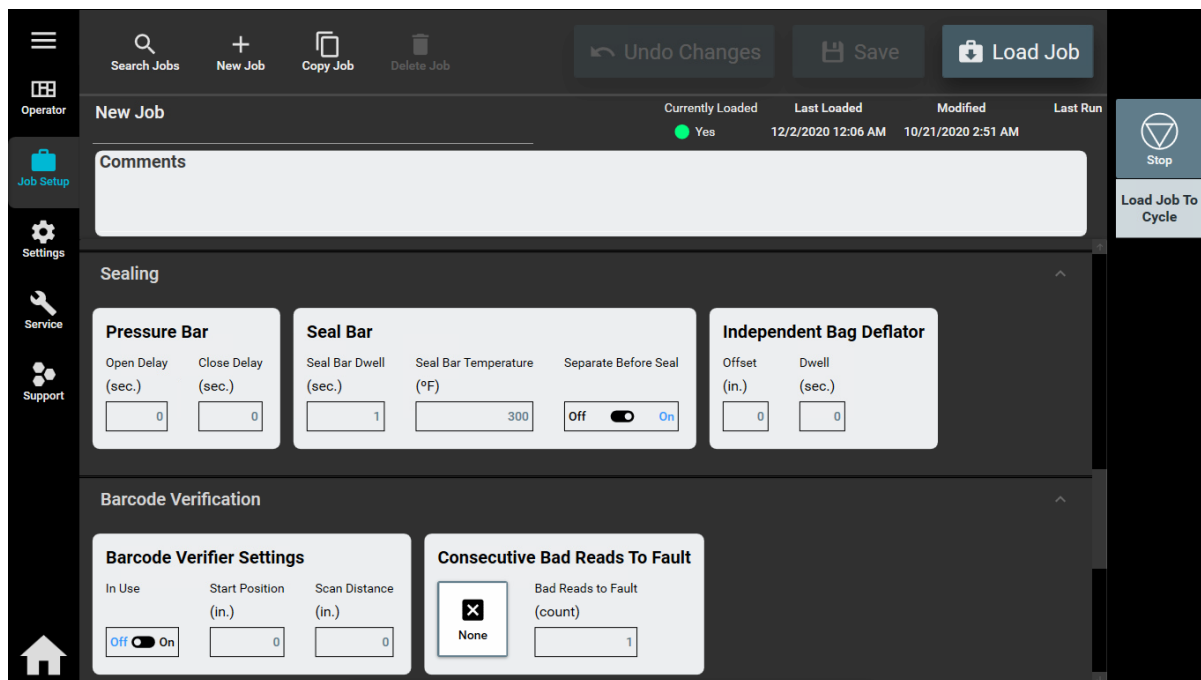 Search Jobs
New Job
Copy Job
Delete Job
Undo Changes
Save
Load Job
Operator
Job Setup
Settings
Service
Support
New Job
Currently Loaded
Yes
Last Loaded
12/2/2020 12:06 AM
Modified
10/21/2020 2:51 AM
Last Run
Comments
Stop
Load Job To
Cycle
Sealing
Pressure Bar
Open Delay
(sec.)
0
Close Delay
(sec.)
0
Seal Bar
Seal Bar Dwell
(sec.)
1
Seal Bar Temperature
(ºF)
300
Separate Before Seal
Off On
Independent Bag Deflator
Offset
(in.)
0
Dwell
(sec.)
0
Barcode Verification
Barcode Verifier Settings
In Use
Off On
Start Position
(in.)
0
Scan Distance
(in.)
0
Consecutive Bad Reads To Fault
None
Bad Reads to Fault
(count)
1